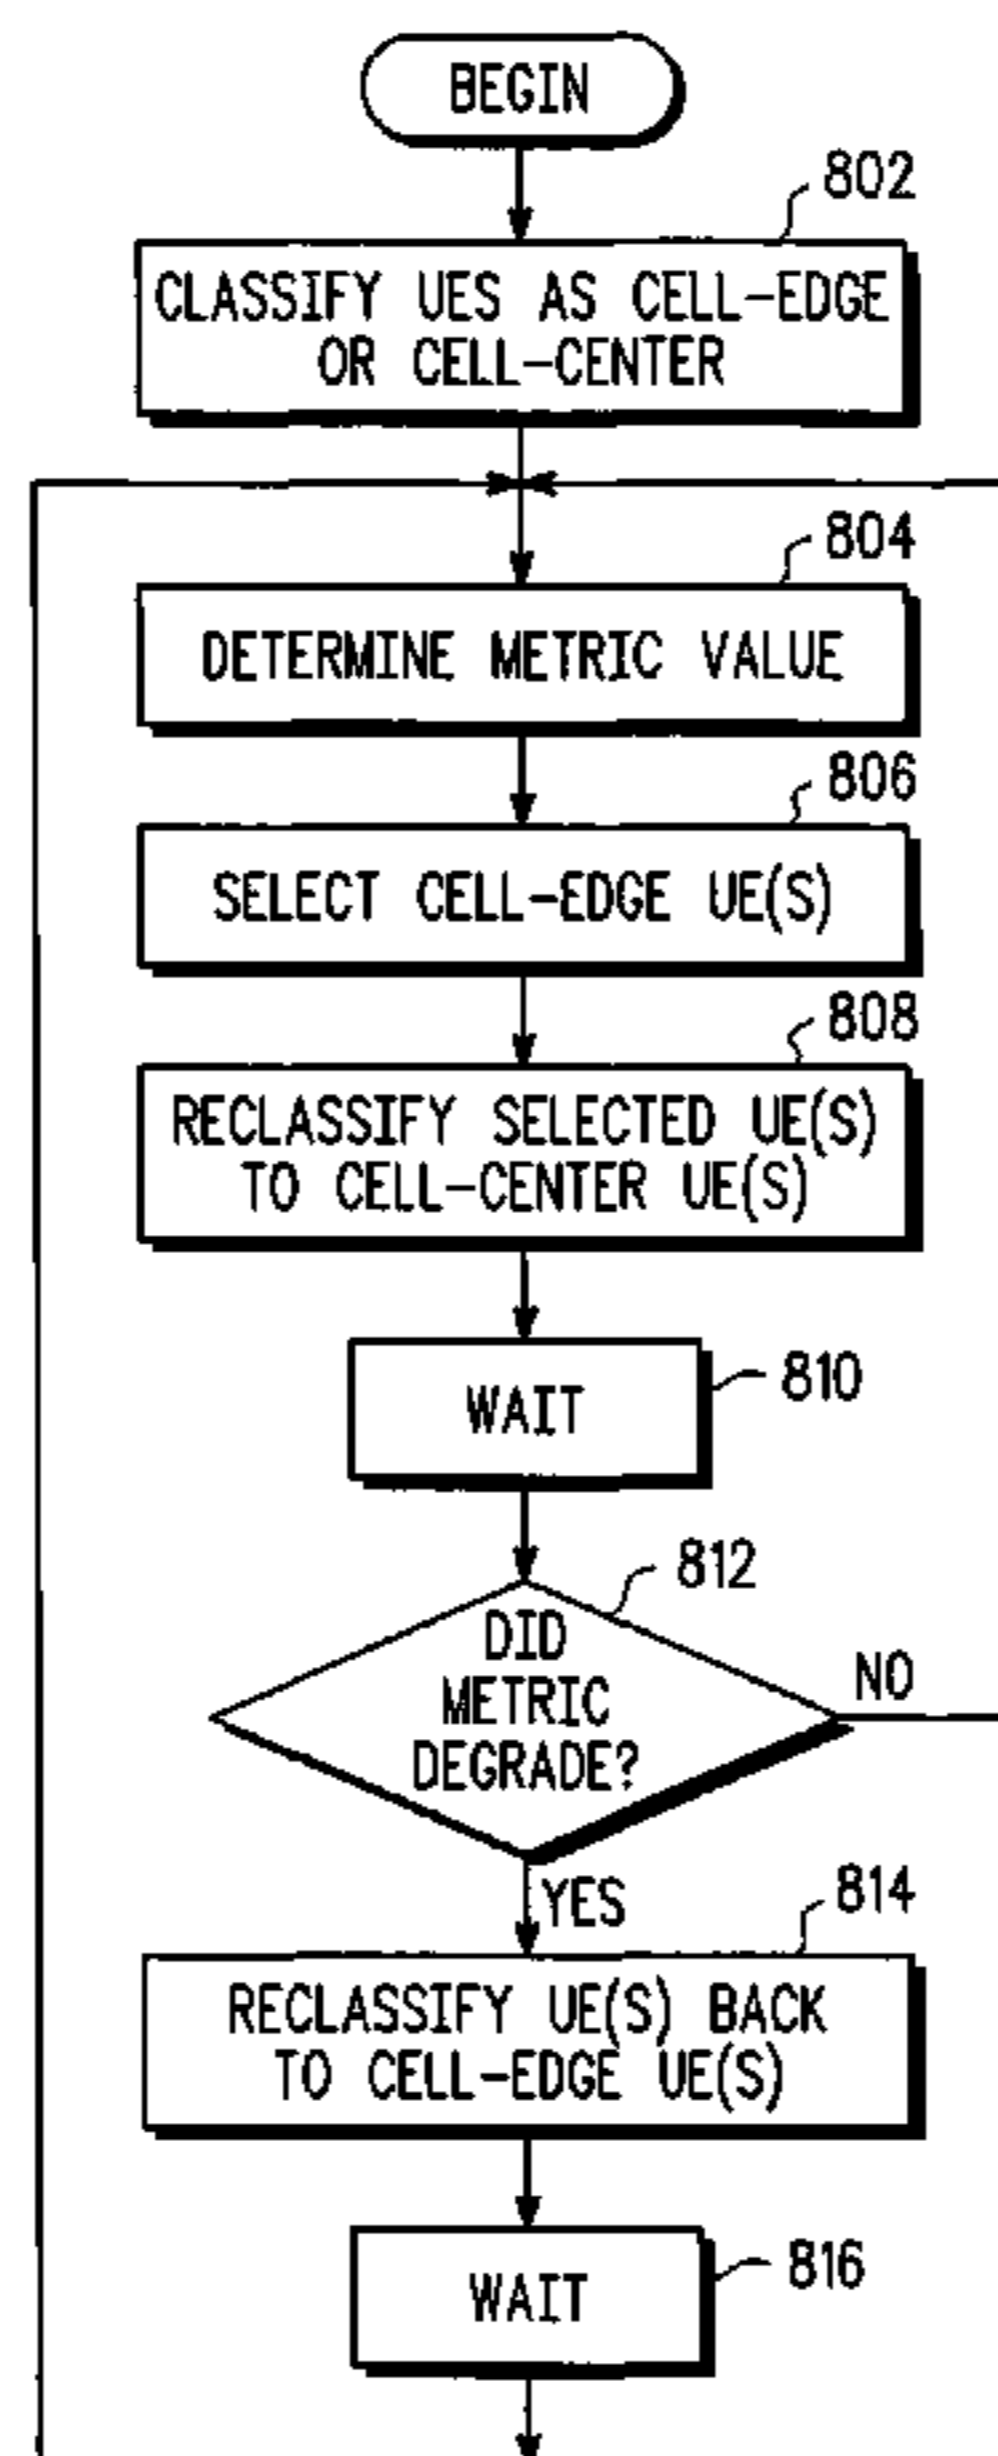 BEGIN
802
CLASSIFY UES AS CELL-EDGE
OR CELL-CENTER
804
DETERMINE METRIC VALUE
806
SELECT CELL-EDGE UE(S)
808
RECLASSIFY SELECTED UE(S)
TO CELL-CENTER UE(S)
WAIT
810
812
DID
METRIC
DEGRADE?
NO
YES
814
RECLASSIFY UE(S) BACK
TO CELL-EDGE UE(S)
WAIT
816